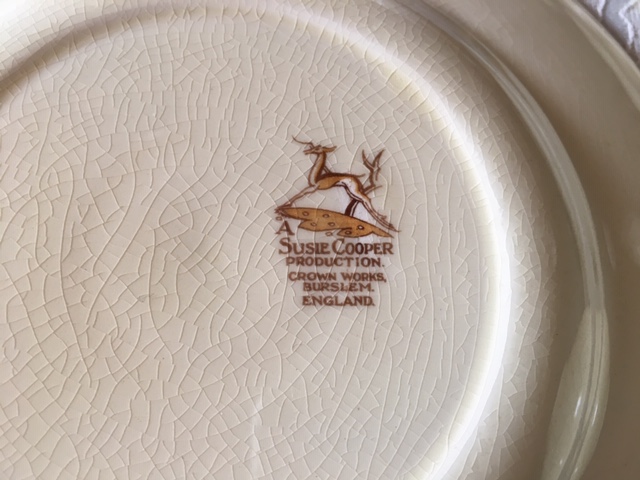 A
SUSIE COOPER
PRODUCTION.
CROWN WORKS,
BURSLEM.
ENGLAND.